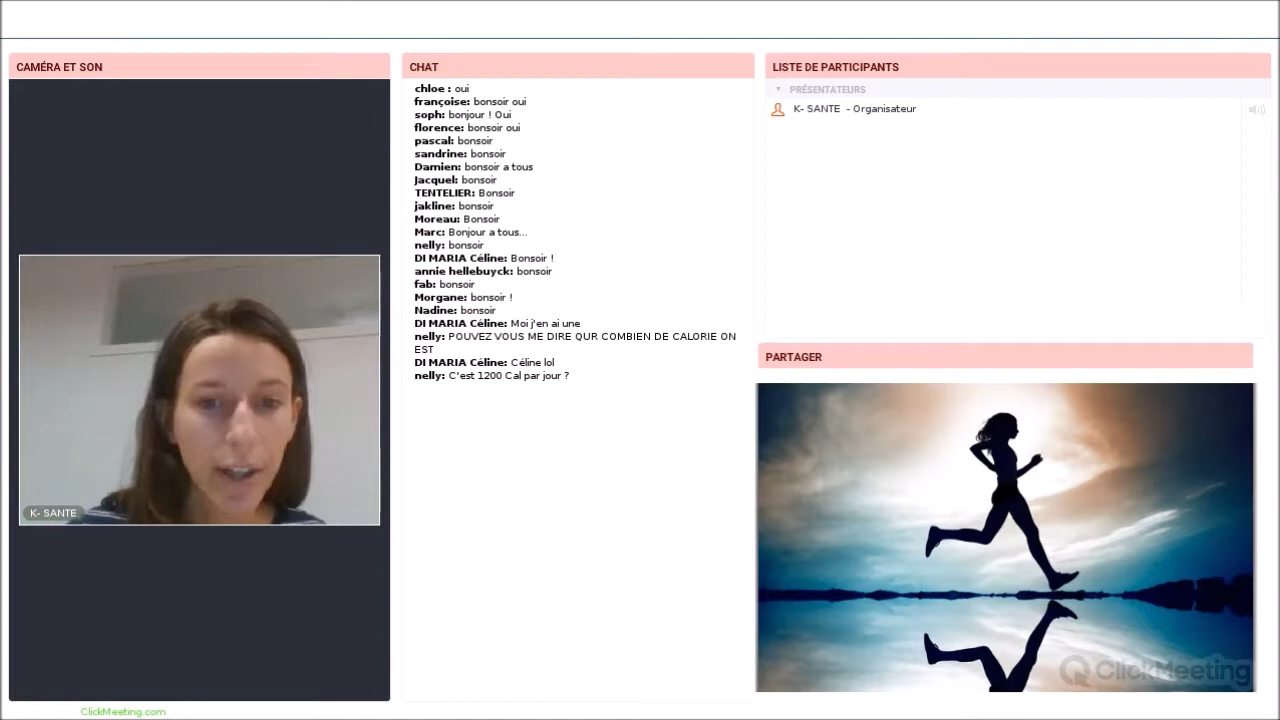 CAMÉRA ET SON
K- SANTE
ClickMeeting.com
CHAT
chloe : oui
françoise: bonsoir oui
soph: bonjour ! Oui
florence: bonsoir oui
pascal: bonsoir
sandrine: bonsoir
Damien: bonsoir a tous
Jacquel: bonsoir
TENTELIER: Bonsoir
jakline: bonsoir
Moreau: Bonsoir
Marc: Bonjour a tous...
nelly: bonsoir
DI MARIA Céline: Bonsoir !
annie hellebuyck: bonsoir
fab: bonsoir
Morgane: bonsoir !
Nadine: bonsoir
DI MARIA Céline: Moi j'en ai une
nelly: POUVEZ VOUS ME DIRE QUR COMBIEN DE CALORIE ON
EST
DI MARIA Céline: Céline lol
nelly: C'est 1200 Cal par jour ?
LISTE DE PARTICIPANTS
PRÉSENTATEURS
K- SANTE - Organisateur
PARTAGER
ClickMeeting